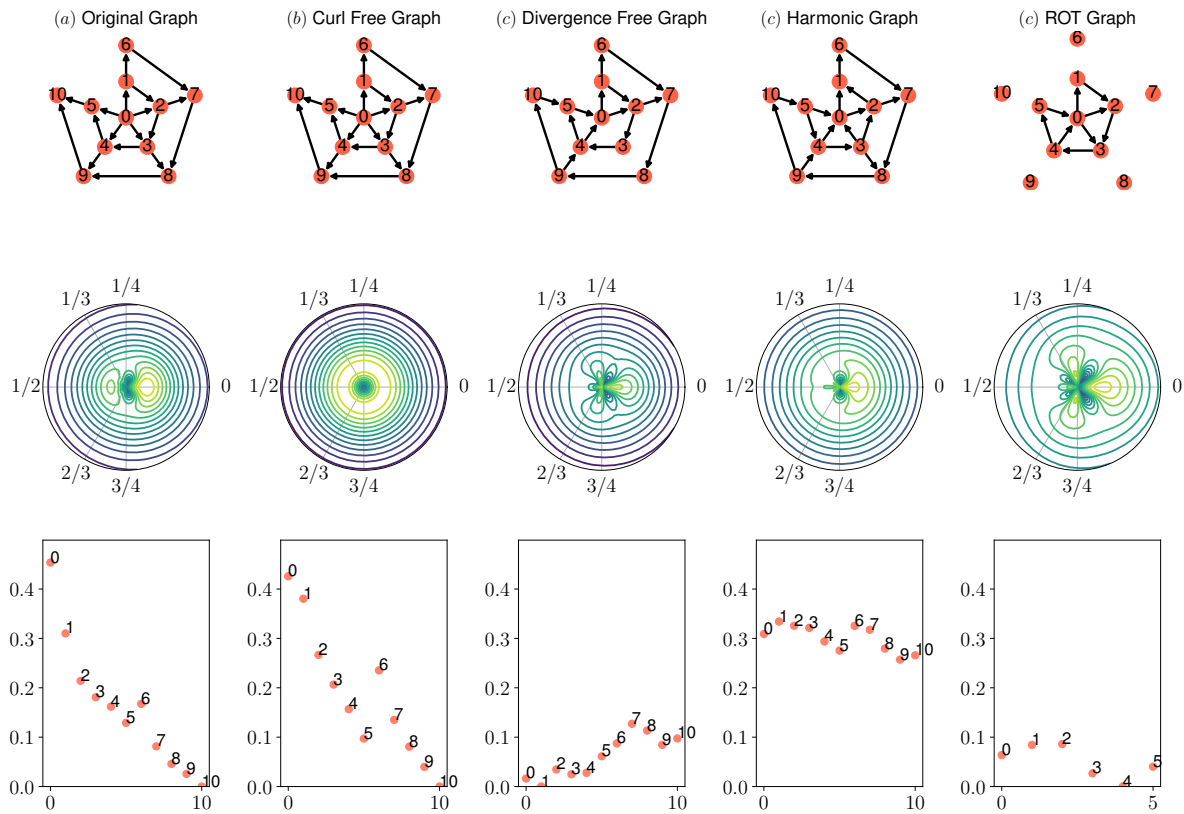 (a) Original Graph (b) Curl Free Graph (c) Divergence Free Graph (c) Harmonic Graph (c) ROT Graph
6 6 6 6 6
1 1 1 1 1
10 5 2 7 10 5 2 7 10 5 2 7 10 5 2 7 10 5 2 7
0 0 0 0 0
4 3 4 3 4 3 4 3 4 3
9 8 9 8 9 8 9 8 9 8
1/4 1/4 1/4 1/4 1/4
1/3 1/3 1/3 1/3 1/3
1/2 0 1/2 0 1/2 0 1/2 0 1/2 0
2/3 2/3 2/3 2/3 2/3
3/4 3/4 3/4 3/4 3/4
0.4 0.3 0.2 0.1 0.0
0 1 2 3 4 5 6 7 8 9 10
0 10
0.4 0.3 0.2 0.1 0.0
0 1 2 3 4 5 6 7 8 9 10
0 10
0.4 0.3 0.2 0.1 0.0
0 1 2 3 4 5 6 7 8 9 10
0 10
0.4 0.3 0.2 0.1 0.0
0 1 2 3 4 5 6 7 8 9 10
0 10
0.4 0.3 0.2 0.1 0.0
0 1 2 3 4 5
0 5